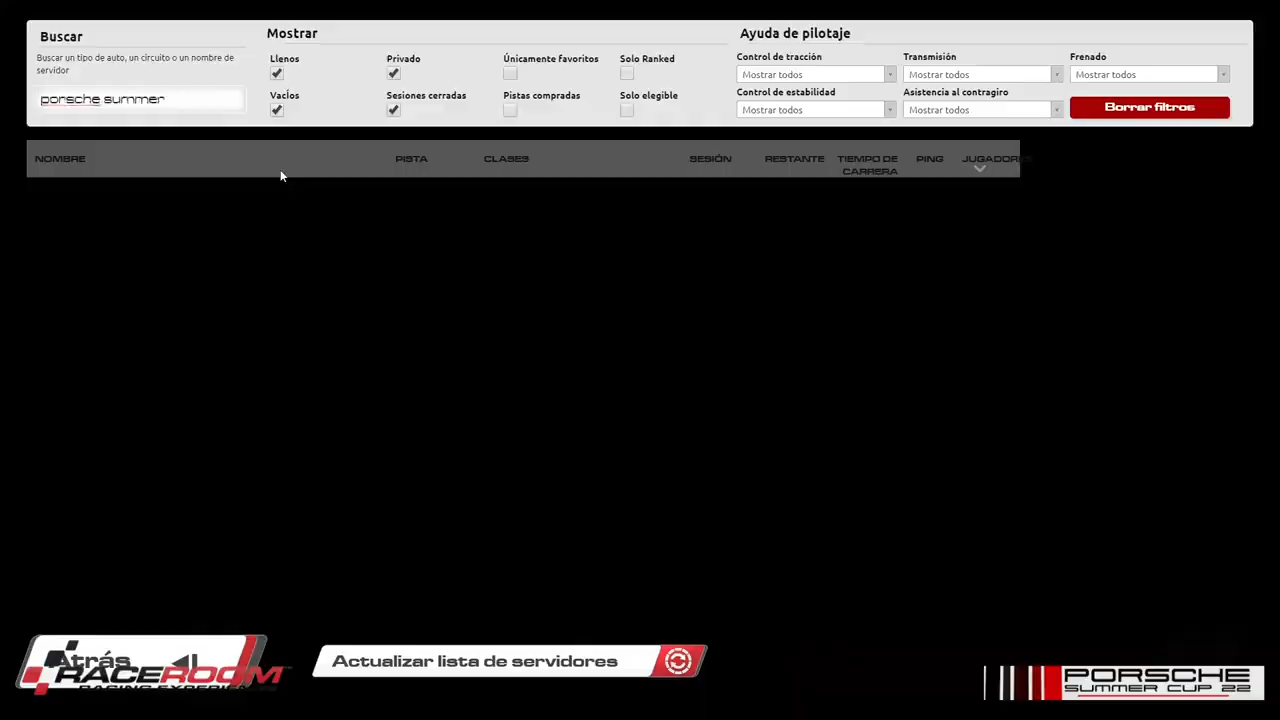 Buscar
Mostrar
Ayuda de pilotaje
Buscar un tipo de auto, un circuito o un nombre de
servidor
porsche summer
Llenos
Privado
Únicamente favoritos
Solo Ranked
Vacíos
Sesiones cerradas
Pistas compradas
Solo elegible
Control de tracción
Transmisión
Frenado
Mostrar todos
Mostrar todos
Mostrar todos
Control de estabilidad
Asistencia al contragiro
Mostrar todos
Mostrar todos
Borrar filtros
NOMBRE
PISTA
CLASES
SESIÓN
RESTANTE
TIEMPO DE
CARRERA
PING
JUGADORES
Atrás
RACEROOM
RACING
Actualizar lista de servidores
PORSCHE
SUMMER CUP 22